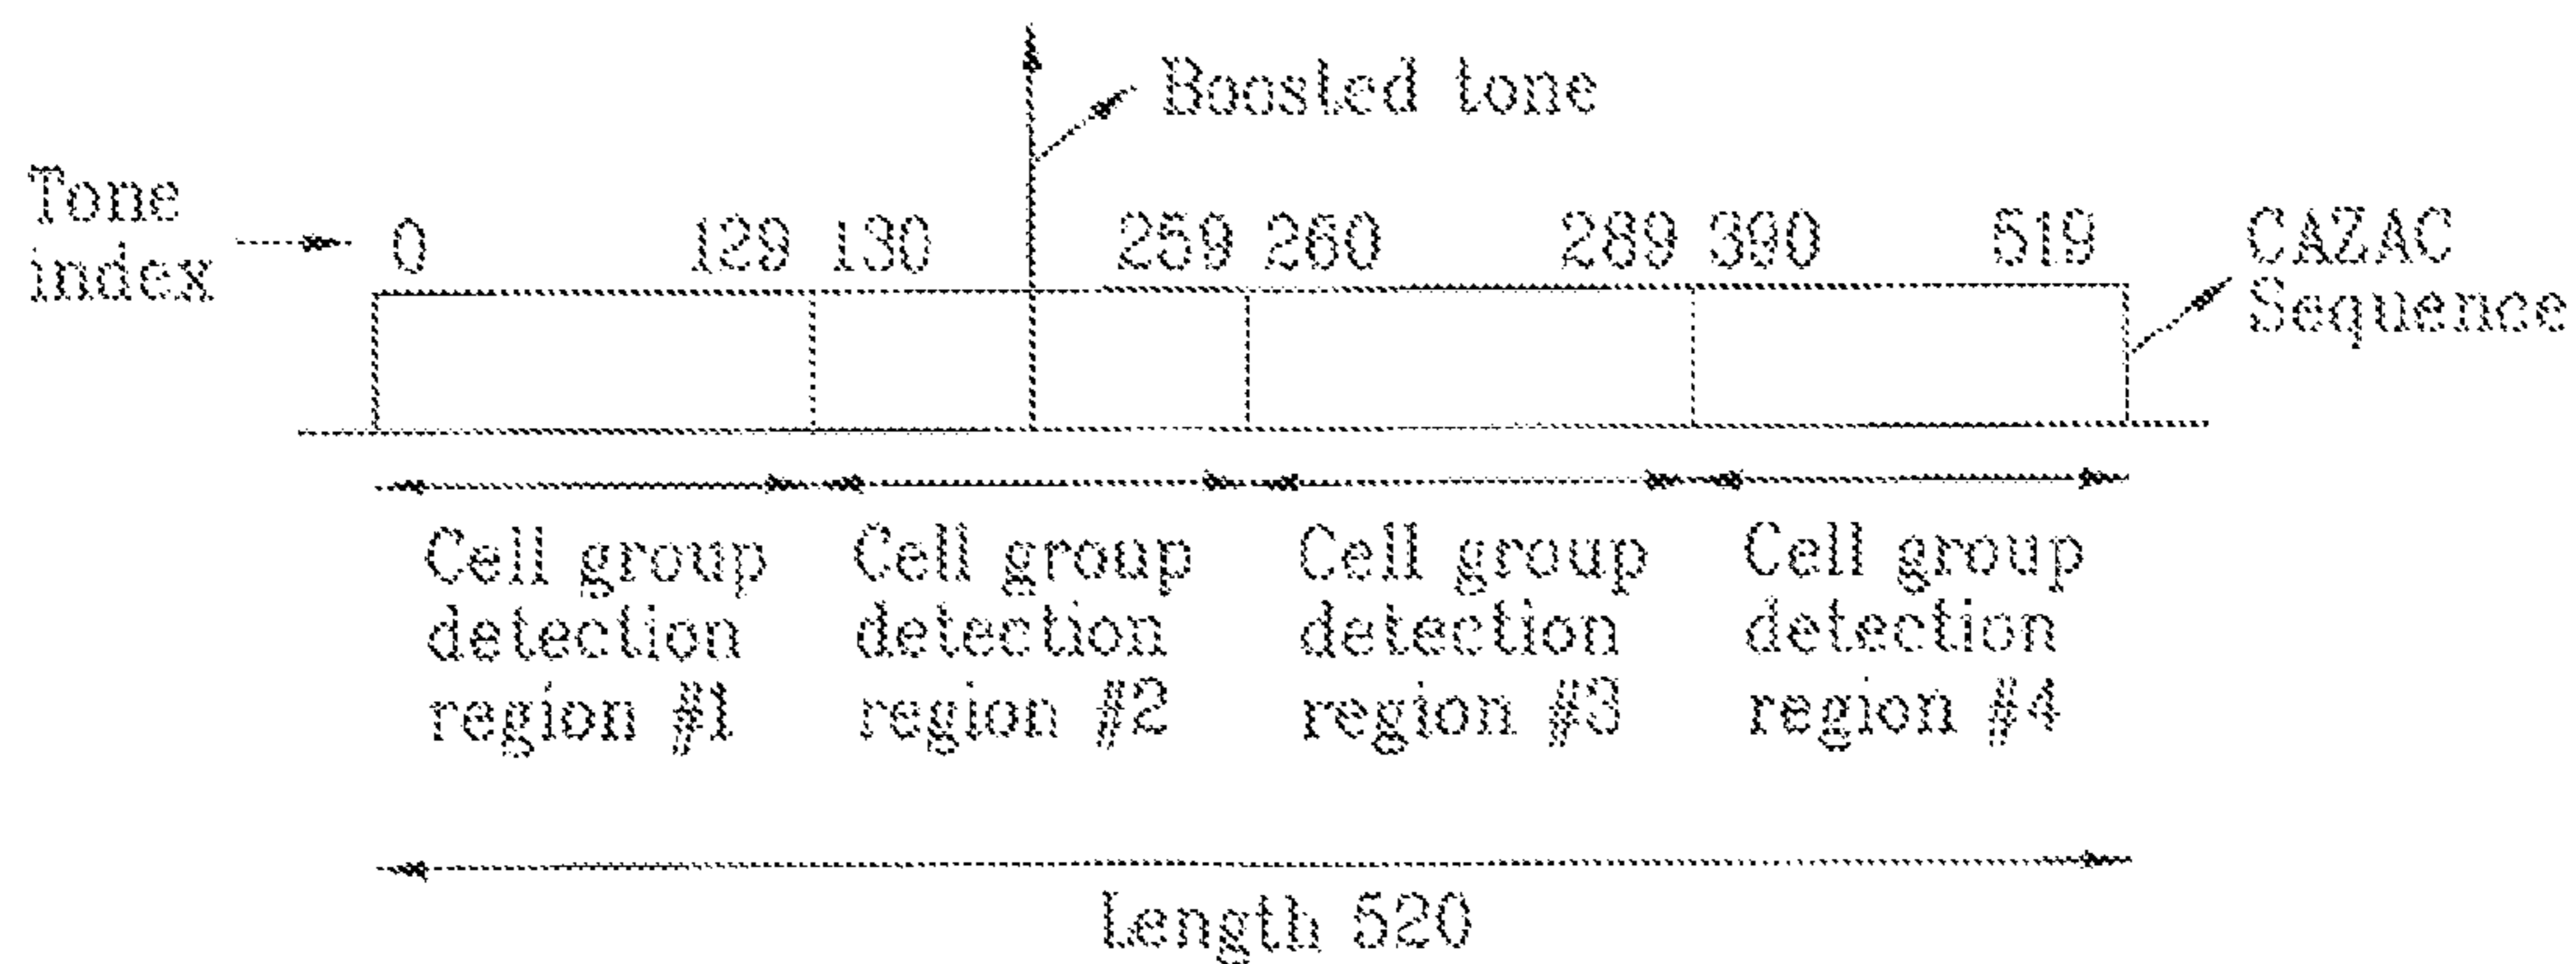 Boosted tone
Tone
index
0 129 130 259 260 289 390 519
CAZAC
Sequence
Cell group
detection
region #1
Cell group
detection
region #2
Cell group
detection
region #3
Cell group
detection
region #4
Length 520